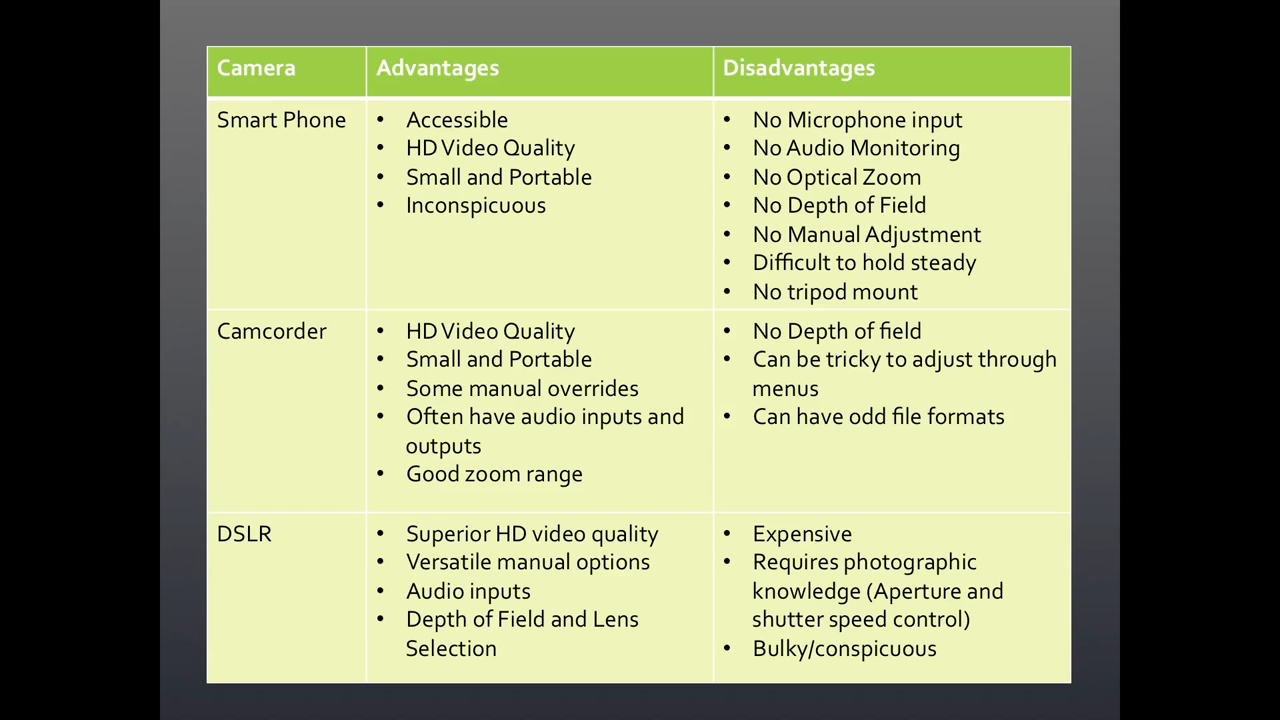 Camera
Advantages
Disadvantages
Smart Phone
• Accessible
• HD Video Quality
• Small and Portable
• Inconspicuous
• No Microphone input
• No Audio Monitoring
• No Optical Zoom
• No Depth of Field
• No Manual Adjustment
• Difficult to hold steady
• No tripod mount
Camcorder
• HD Video Quality
• Small and Portable
• Some manual overrides
• Often have audio inputs and
outputs
• Good zoom range
• No Depth of field
• Can be tricky to adjust through
menus
• Can have odd file formats
DSLR
• Superior HD video quality
• Versatile manual options
• Audio inputs
• Depth of Field and Lens
Selection
• Expensive
• Requires photographic
knowledge (Aperture and
shutter speed control)
• Bulky/conspicuous